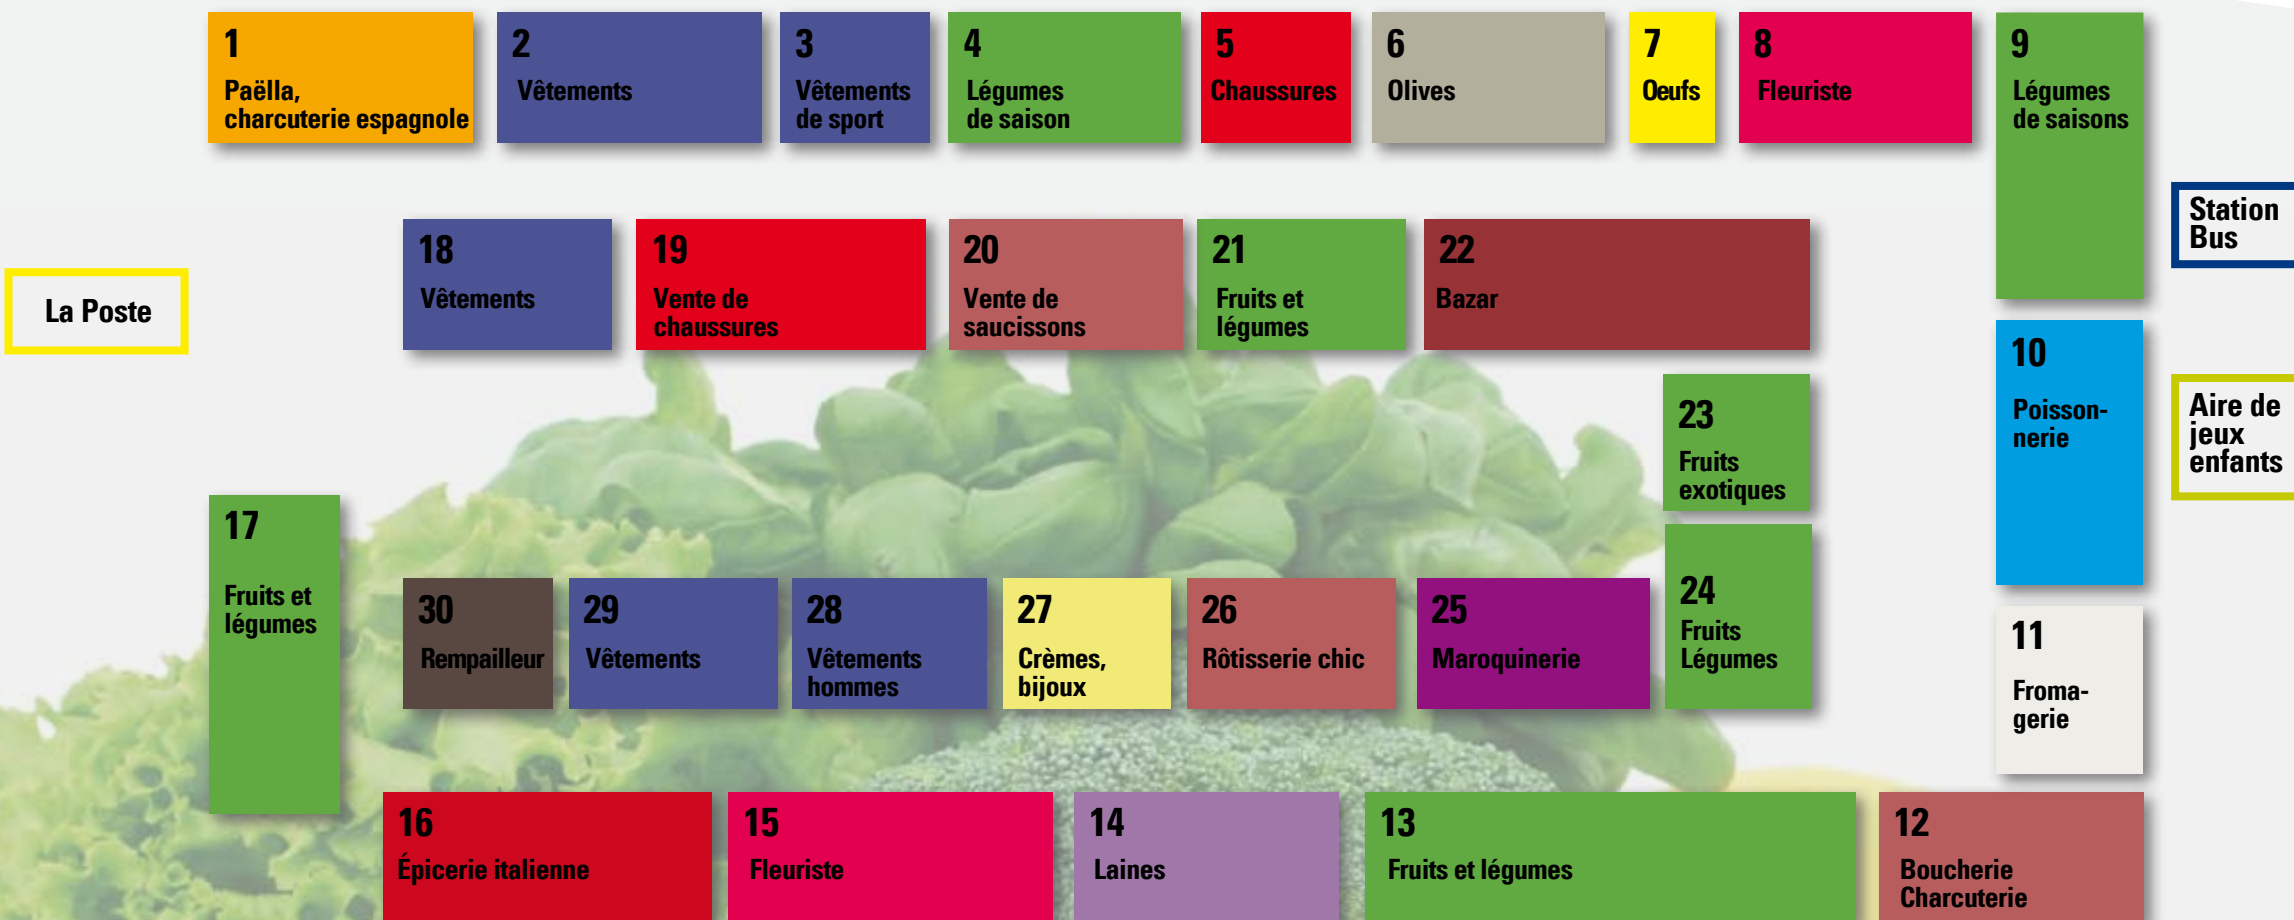 1
Paëlla,
charcuterie espagnole
2
Vêtements
3
Vêtements
de sport
4
Légumes
de saison
5
Chaussures
6
Olives
7
Oeufs
8
Fleuriste
9
Légumes
de saisons
Station
Bus
18
Vêtements
19
Vente de
chaussures
20
Vente de
saucissons
21
Fruits et
légumes
22
Bazar
La Poste
10
Poisson-
nerie
Aire de
jeux
enfants
23
Fruits
exotiques
17
Fruits et
légumes
30
Rempailleur
29
Vêtements
28
Vêtements
hommes
27
Crèmes,
bijoux
26
Rôtisserie chic
25
Maroquinerie
24
Fruits
Légumes
11
Froma-
gerie
16
Épicerie italienne
15
Fleuriste
14
Laines
13
Fruits et légumes
12
Boucherie
Charcuterie